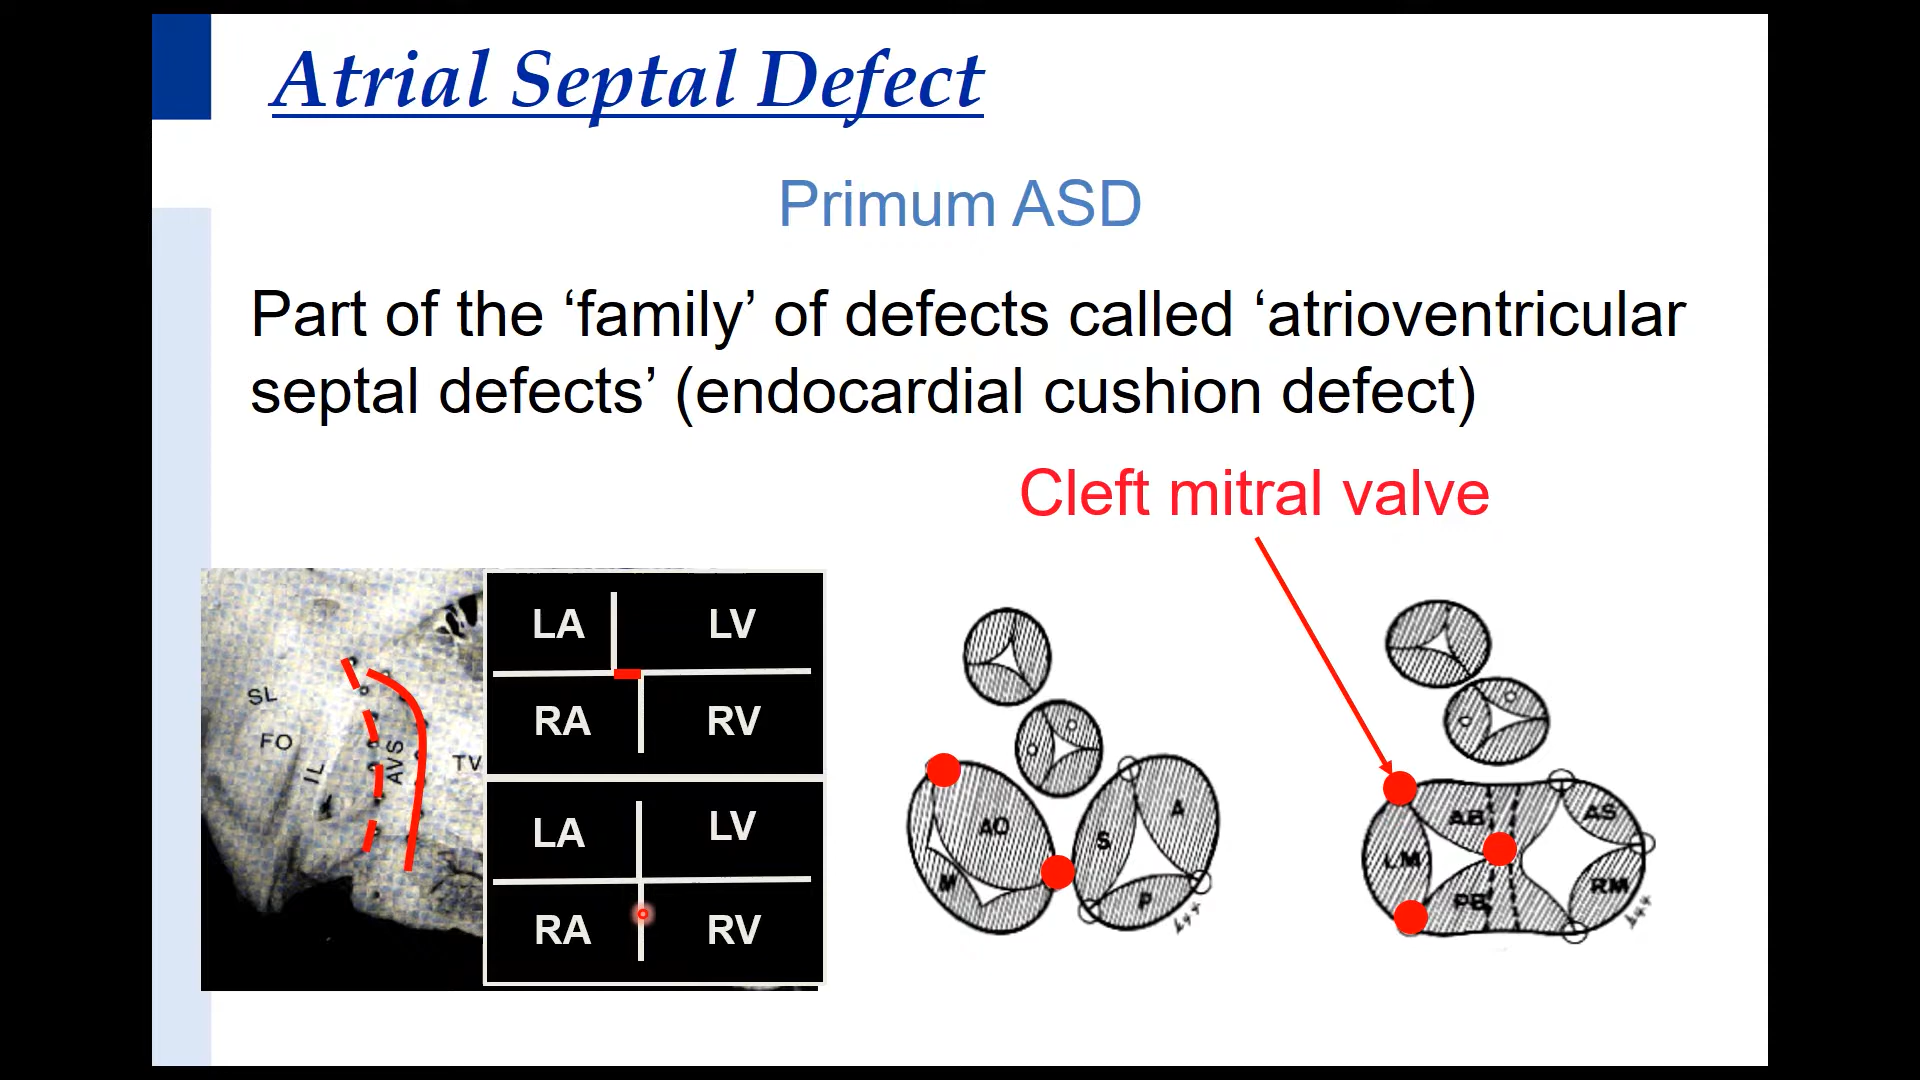 Atrial Septal Defect
Primum ASD
Part of the ‘family’ of defects called ‘atrioventricular
septal defects’ (endocardial cushion defect)
Cleft mitral valve
SL
FO
IL
AVS
TV
LA LV
RA RV
LA LV
RA RV
AO
M
S
A
P
AB
AS
LM
PB
RM